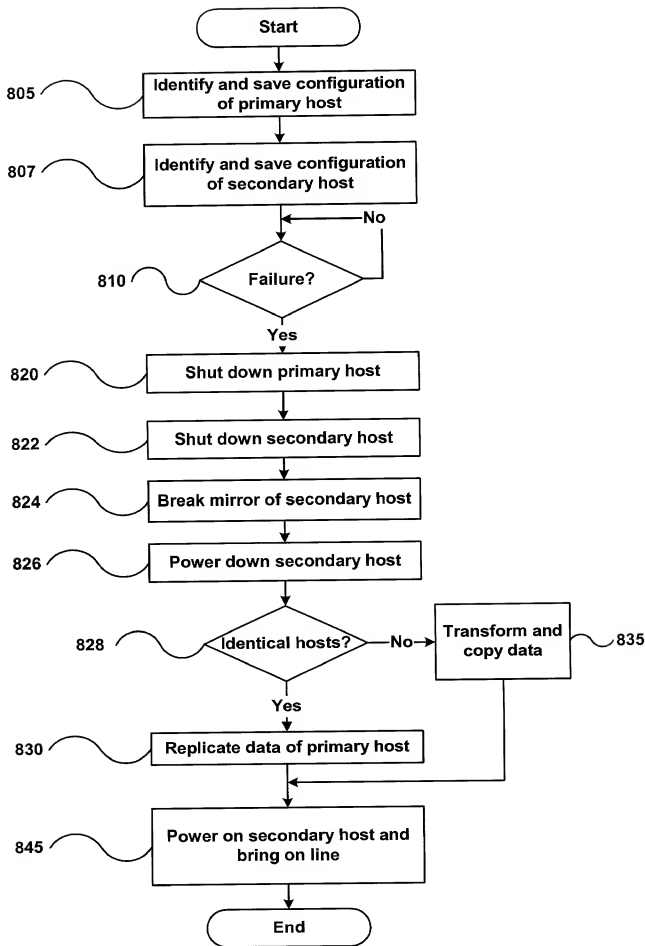 Start
805
Identify and save configuration
of primary host
807
Identify and save configuration
of secondary host
No
810
Failure?
Yes
820
Shut down primary host
822
Shut down secondary host
824
Break mirror of secondary host
826
Power down secondary host
828
Identical hosts?
No
Transform and
copy data
835
Yes
830
Replicate data of primary host
845
Power on secondary host and
bring on line
End